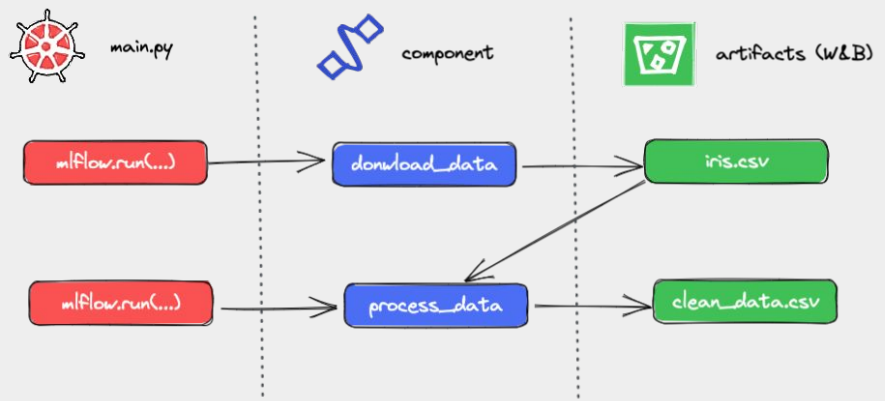 main.py
component
artifacts (W&B)
mlflow.run(...)
donwload_data
iris.csv
mlflow.run(...)
process_data
clean_data.csv